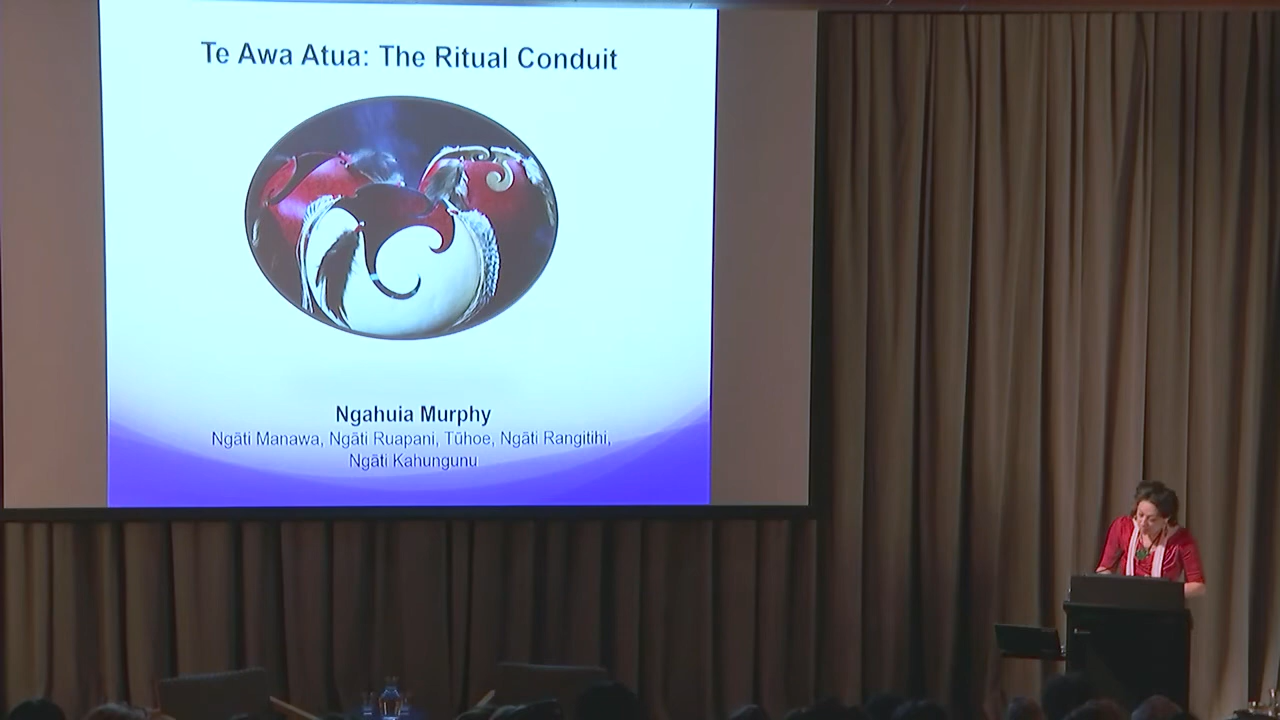 Te Awa Atua: The Ritual Conduit
Ngahuia Murphy
Ngāti Manawa, Ngāti Ruapani, Tūhoe, Ngāti Rangitihi,
Ngāti Kahungunu